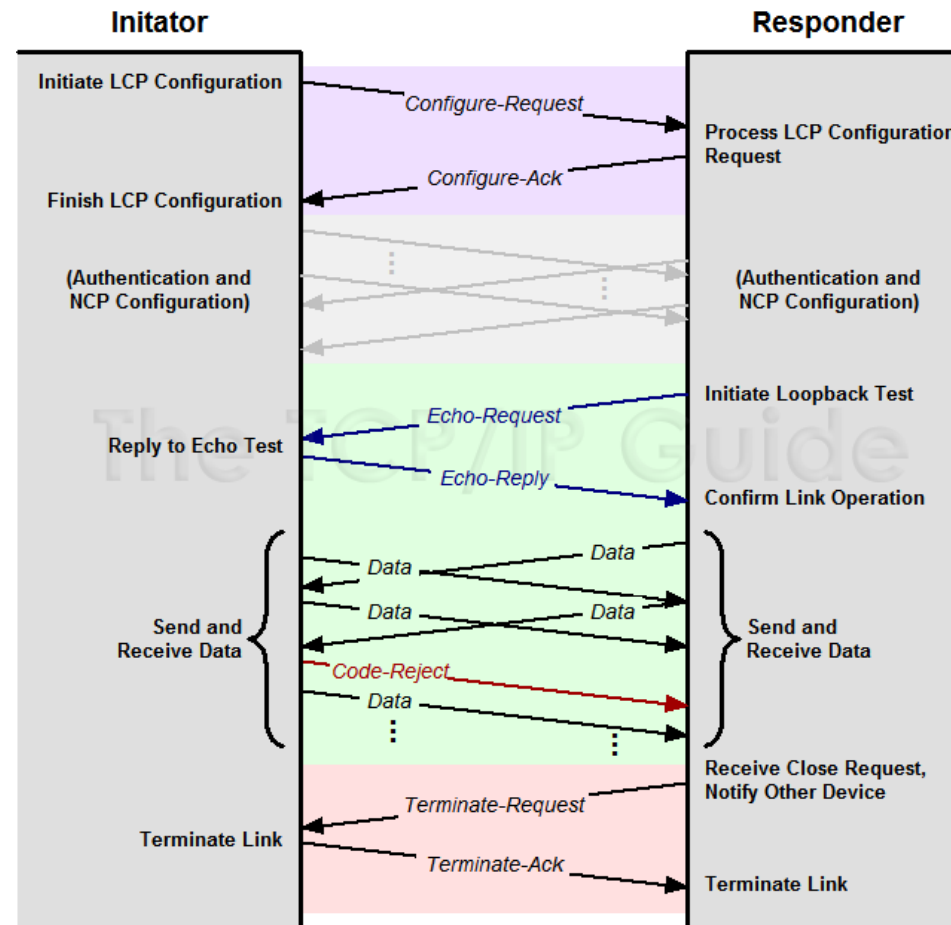 Initator
Responder
Initiate LCP Configuration
Configure-Request
Process LCP Configuration
Request
Configure-Ack
Finish LCP Configuration
(Authentication and
NCP Configuration)
(Authentication and
NCP Configuration)
Initiate Loopback Test
Echo-Request
The TCP/IP Guide
Reply to Echo Test
Echo-Reply
Confirm Link Operation
Data
Data
Data
Data
Send and
Receive Data
Send and
Receive Data
Code-Reject
Data
Receive Close Request,
Notify Other Device
Terminate-Request
Terminate Link
Terminate-Ack
Terminate Link